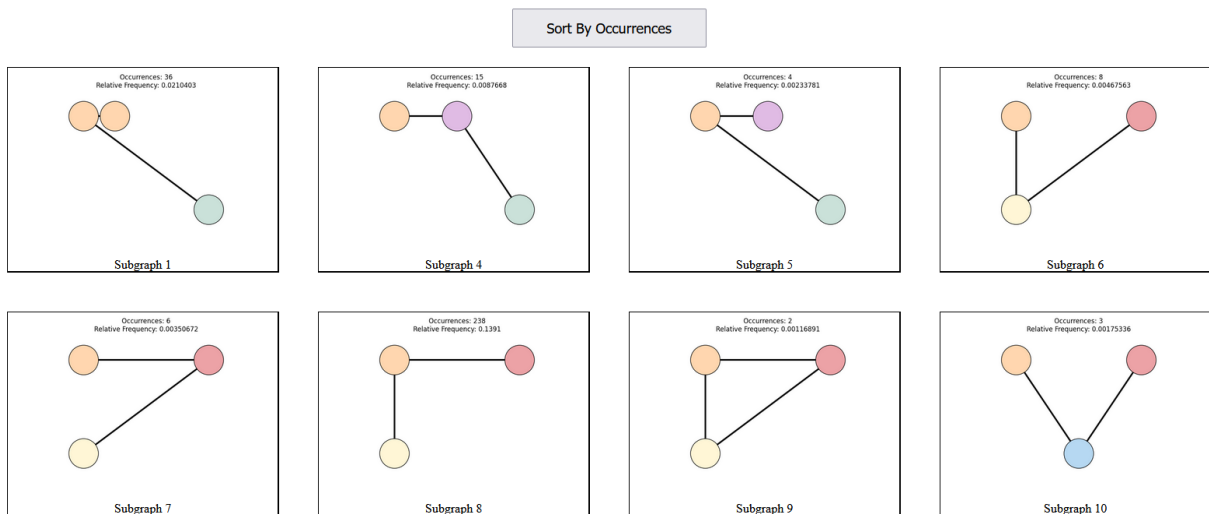 Sort By Occurrences
Occurrences: 36
Relative Frequency: 0.0210403
Subgraph 1
Occurrences: 15
Relative Frequency: 0.0087668
Subgraph 4
Occurrences: 4
Relative Frequency: 0.00233781
Subgraph 5
Occurrences: 8
Relative Frequency: 0.00467563
Subgraph 6
Occurrences: 6
Relative Frequency: 0.00350672
Subgraph 7
Occurrences: 238
Relative Frequency: 0.1391
Subgraph 8
Occurrences: 2
Relative Frequency: 0.00116891
Subgraph 9
Occurrences: 3
Relative Frequency: 0.00175336
Subgraph 10